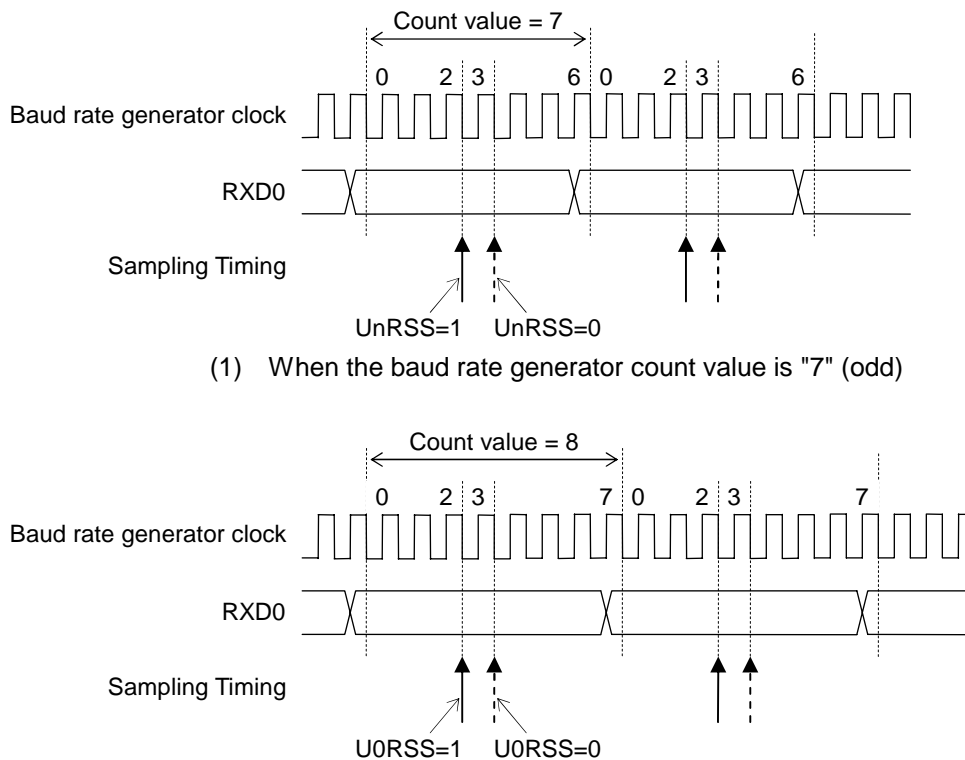 Count value = 7
0 2 3 6 0 2 3 6
Baud rate generator clock
RXD0
Sampling Timing
UnRSS=1 UnRSS=0
(1) When the baud rate generator count value is "7" (odd)
Count value = 8
0 2 3 7 0 2 3 7
Baud rate generator clock
RXD0
Sampling Timing
U0RSS=1 U0RSS=0